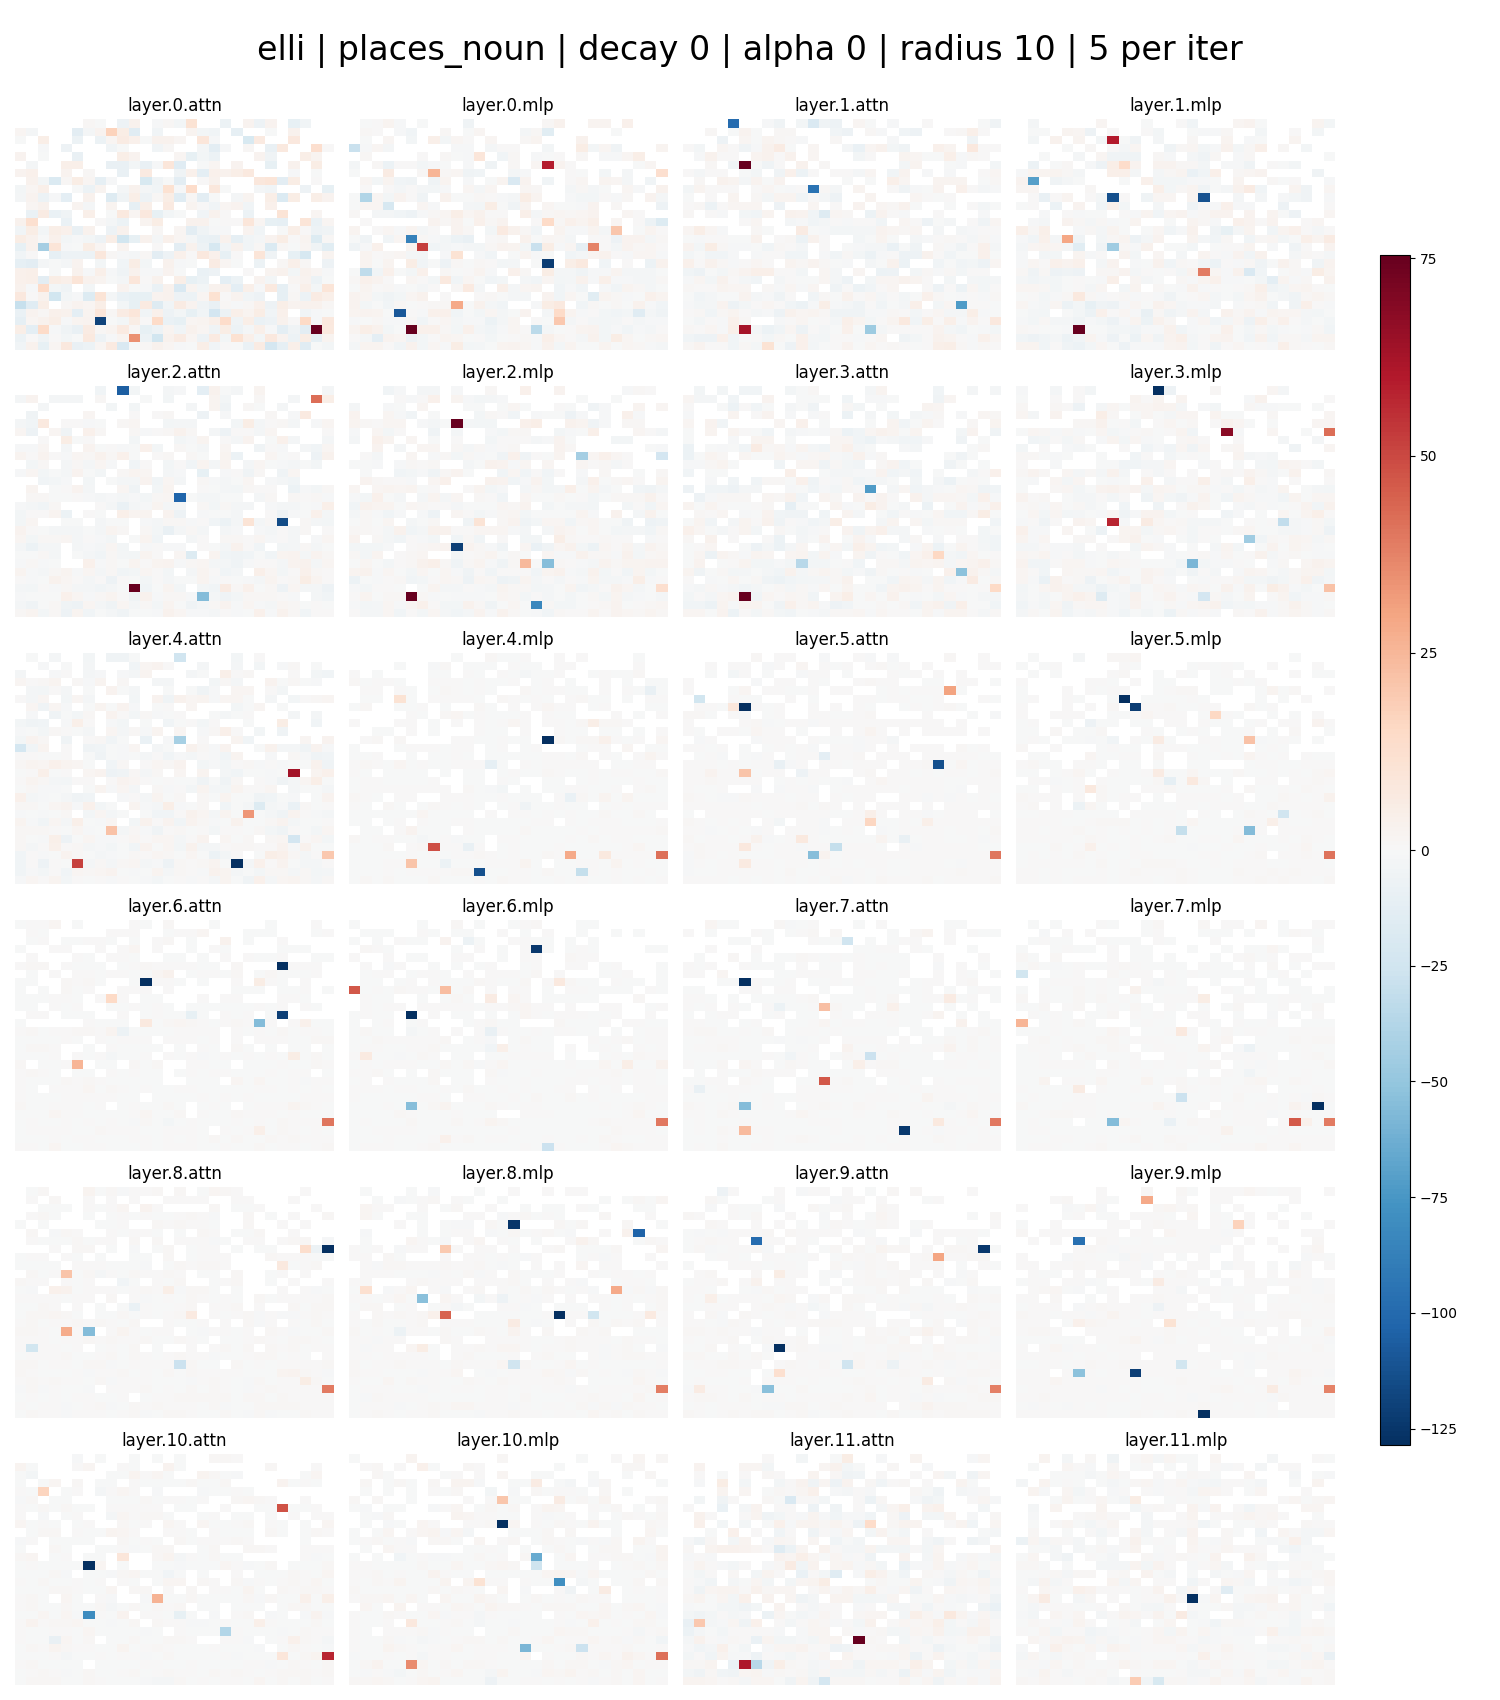 elli | places_noun | decay 0 | alpha 0 | radius 10 | 5 per iter
layer.0.attn
layer.0.mlp
layer.1.attn
layer.1.mlp
layer.2.attn
layer.2.mlp
layer.3.attn
layer.3.mlp
layer.4.attn
layer.4.mlp
layer.5.attn
layer.5.mlp
layer.6.attn
layer.6.mlp
layer.7.attn
layer.7.mlp
layer.8.attn
layer.8.mlp
layer.9.attn
layer.9.mlp
layer.10.attn
layer.10.mlp
layer.11.attn
layer.11.mlp
75
50
25
0
−25
−50
−75
−100
−125